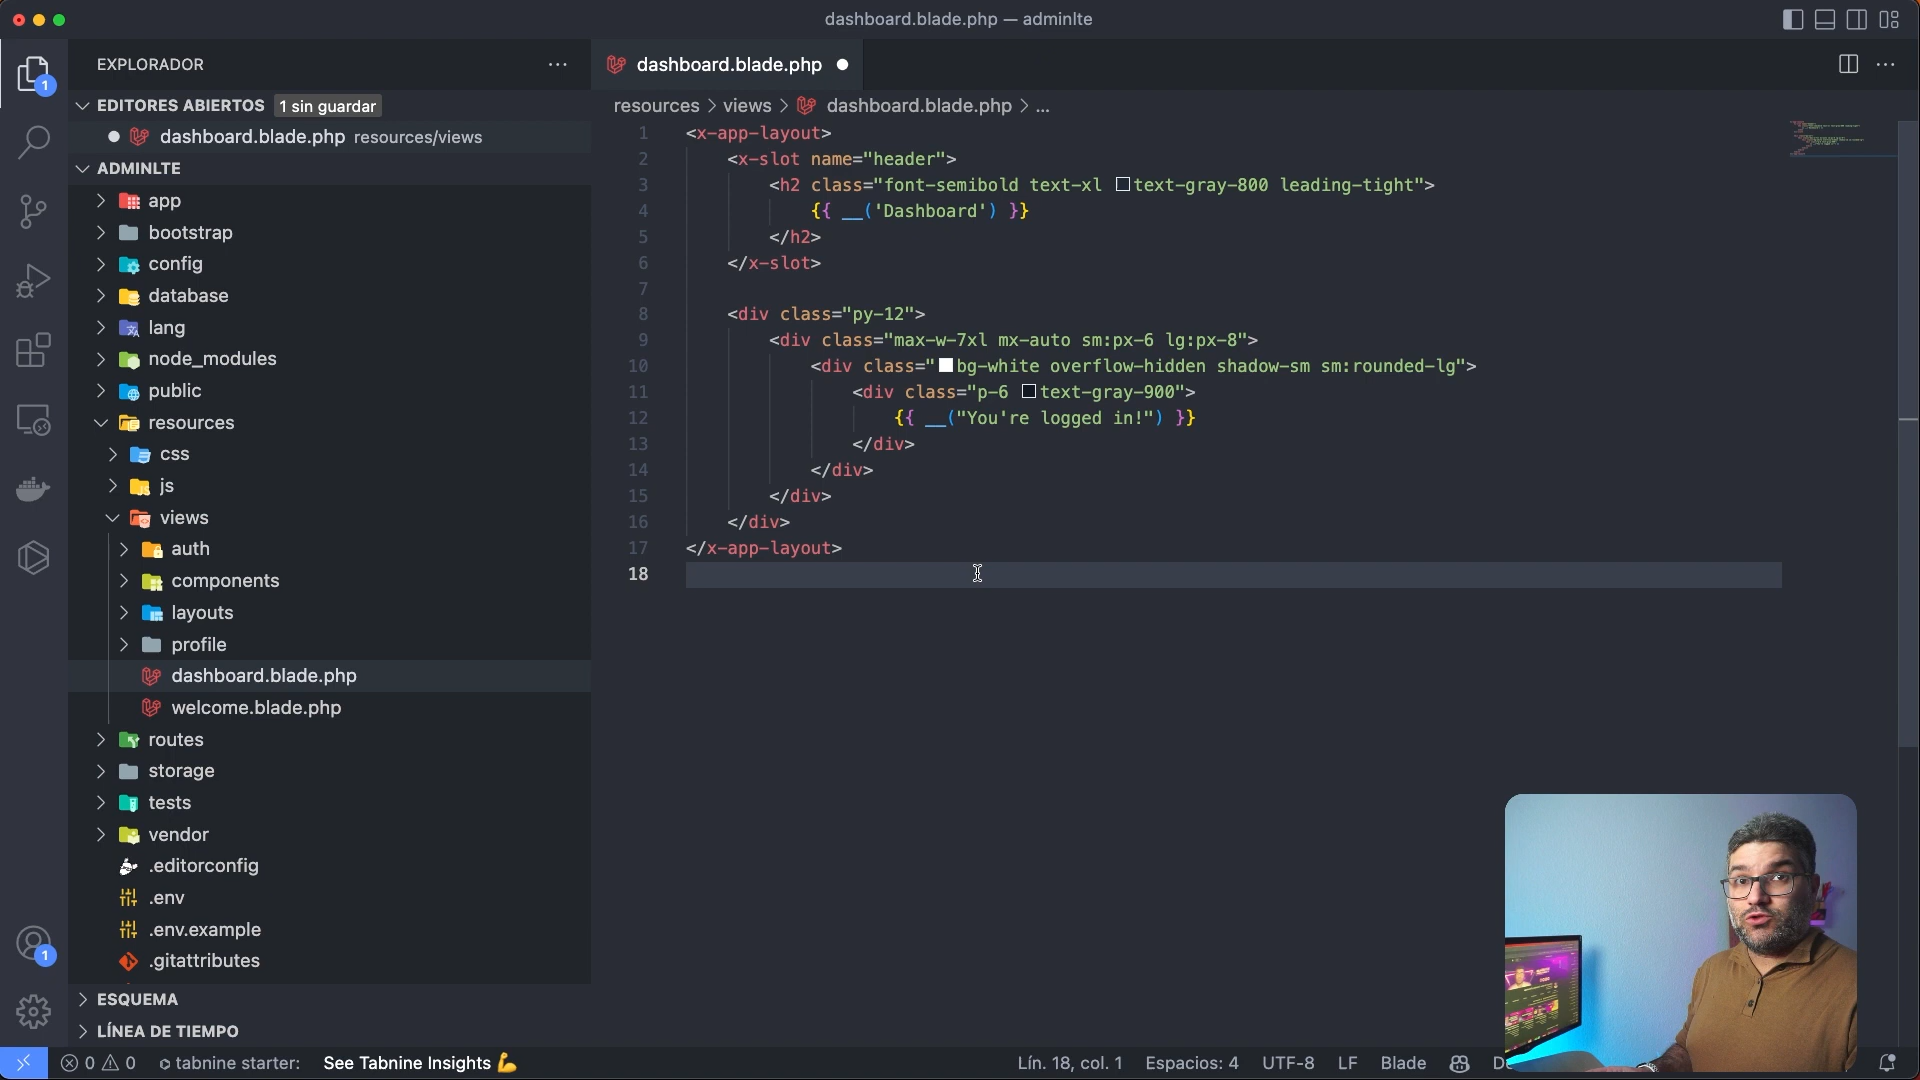 dashboard.blade.php — adminlte
EXPLORADOR
EDITORES ABIERTOS 1 sin guardar
dashboard.blade.php resources/views
ADMINLTE
app
bootstrap
config
database
lang
node_modules
public
resources
css
js
views
auth
components
layouts
profile
dashboard.blade.php
welcome.blade.php
routes
storage
tests
vendor
.editorconfig
.env
.env.example
.gitattributes
ESQUEMA
LÍNEA DE TIEMPO
1
1
dashboard.blade.php
resources > views > dashboard.blade.php > ...
1 <x-app-layout>
2 <x-slot name="header">
3 <h2 class="font-semibold text-xl text-gray-800 leading-tight">
4 {{ __('Dashboard') }}
5 </h2>
6 </x-slot>
7
8 <div class="py-12">
9 <div class="max-w-7xl mx-auto sm:px-6 lg:px-8">
10 <div class="bg-white overflow-hidden shadow-sm sm:rounded-lg">
11 <div class="p-6 text-gray-900">
12 {{ __("You're logged in!") }}
13 </div>
14 </div>
15 </div>
16 </div>
17 </x-app-layout>
18
0 0 tabnine starter: See Tabnine Insights Lín. 18, col. 1 Espacios: 4 UTF-8 LF Blade